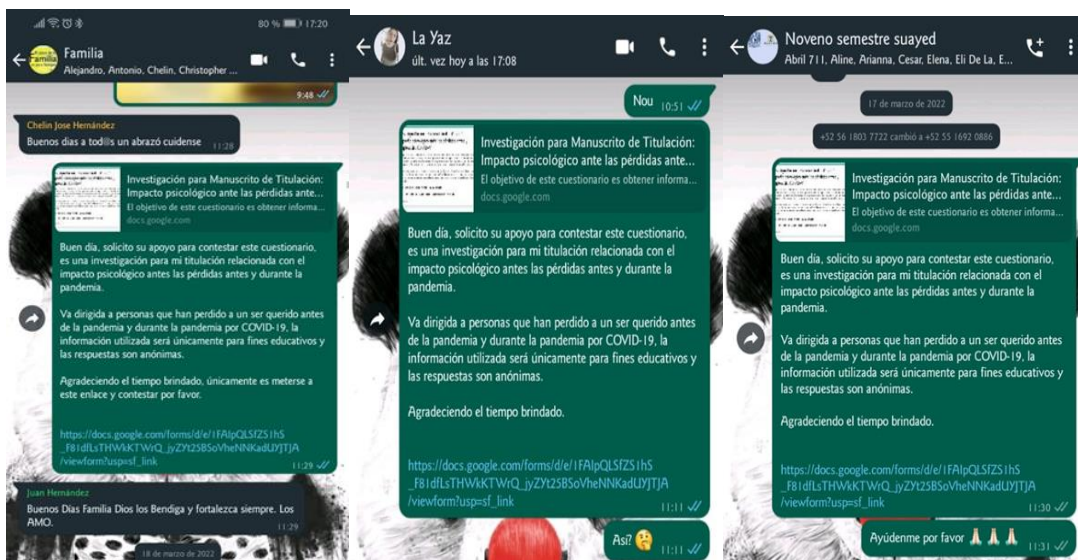 80 % 17:20
Familia
Alejandro, Antonio, Chelin, Christopher ...
9:48
Chelin Jose Hernández
Buenos dias a tod@s un abrazó cuidense
11:28
Investigación para Manuscrito de Titulación:
Impacto psicológico ante las pérdidas ante...
El objetivo de este cuestionario es obtener informa...
docs.google.com
Buen día, solicito su apoyo para contestar este cuestionario,
es una investigación para mi titulación relacionada con el
impacto psicológico antes las pérdidas antes y durante la
pandemia.
Va dirigida a personas que han perdido a un ser querido antes
de la pandemia y durante la pandemia por COVID-19, la
información utilizada será únicamente para fines educativos y
las respuestas son anónimas.
Agradeciendo el tiempo brindado, únicamente es meterse a
este enlace y contestar por favor.
https://docs.google.com/forms/d/e/1FAIpQLSfZS1hS
_F81dfLsTHWkKTWrQ_jyZYt25BSoVheNNKadUYJTJA
/viewform?usp=sf_link
11:29
Juan Hernández
Buenos Días Familia Dios los Bendiga y fortalezca siempre. Los
AMO.
11:29
18 de marzo de 2022
La Yaz
últ. vez hoy a las 17:08
Nou 10:51
Investigación para Manuscrito de Titulación:
Impacto psicológico ante las pérdidas ante...
El objetivo de este cuestionario es obtener informa...
docs.google.com
Buen día, solicito su apoyo para contestar este cuestionario,
es una investigación para mi titulación relacionada con el
impacto psicológico antes las pérdidas antes y durante la
pandemia.
Va dirigida a personas que han perdido a un ser querido antes
de la pandemia y durante la pandemia por COVID-19, la
información utilizada será únicamente para fines educativos y
las respuestas son anónimas.
Agradeciendo el tiempo brindado.
https://docs.google.com/forms/d/e/1FAIpQLSfZS1hS
_F81dfLsTHWkKTWrQ_jyZYt25BSoVheNNKadUYJTJA
/viewform?usp=sf_link
11:11
Así? 🤔 11:11
Noveno semestre suayed
Abril 711, Aline, Arianna, Cesar, Elena, Eli De La, E...
17 de marzo de 2022
+52 56 1803 7722 cambió a +52 55 1692 0886
Investigación para Manuscrito de Titulación:
Impacto psicológico ante las pérdidas ante...
El objetivo de este cuestionario es obtener informa...
docs.google.com
Buen día, solicito su apoyo para contestar este cuestionario,
es una investigación para mi titulación relacionada con el
impacto psicológico ante las pérdidas antes y durante la
pandemia.
Va dirigida a personas que han perdido a un ser querido antes
de la pandemia y durante la pandemia por COVID-19, la
información utilizada será únicamente para fines educativos y
las respuestas son anónimas.
Agradeciendo el tiempo brindado.
https://docs.google.com/forms/d/e/1FAIpQLSfZS1hS
_F81dfLsTHWkKTWrQ_jyZYt25BSoVheNNKadUYJTJA
/viewform?usp=sf_link
11:30
Ayúdenme por favor 🙏🏻🙏🏻🙏🏻 11:31